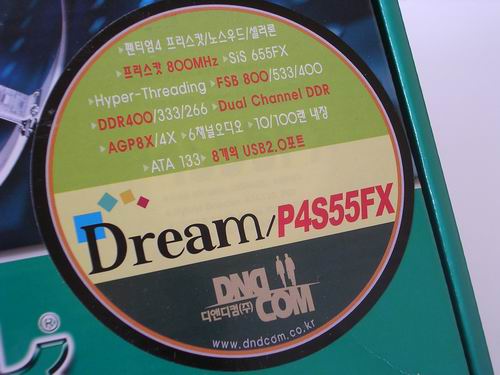 ▸펜티엄4 프리스캇/노스우드/셀러론
▸프리스캇 800MHz ▸SiS 655FX
▸Hyper-Threading ▸FSB 800/533/400
▸DDR400/333/266 ▸Dual Channel DDR
▸AGP8X/4X ▸6채널오디오 ▸10/100랜 내장
▸ATA 133 ▸8개의 USB2.0포트
Dream/P4S55FX
DND
디앤디컴(주) COM
www.dndcom.co.kr
®